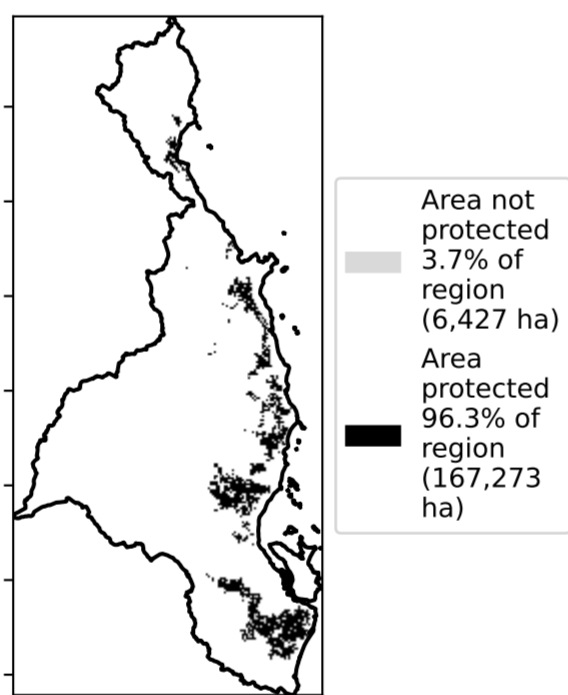 Area not
protected
3.7% of
region
(6,427 ha)
Area
protected
96.3% of
region
(167,273
ha)